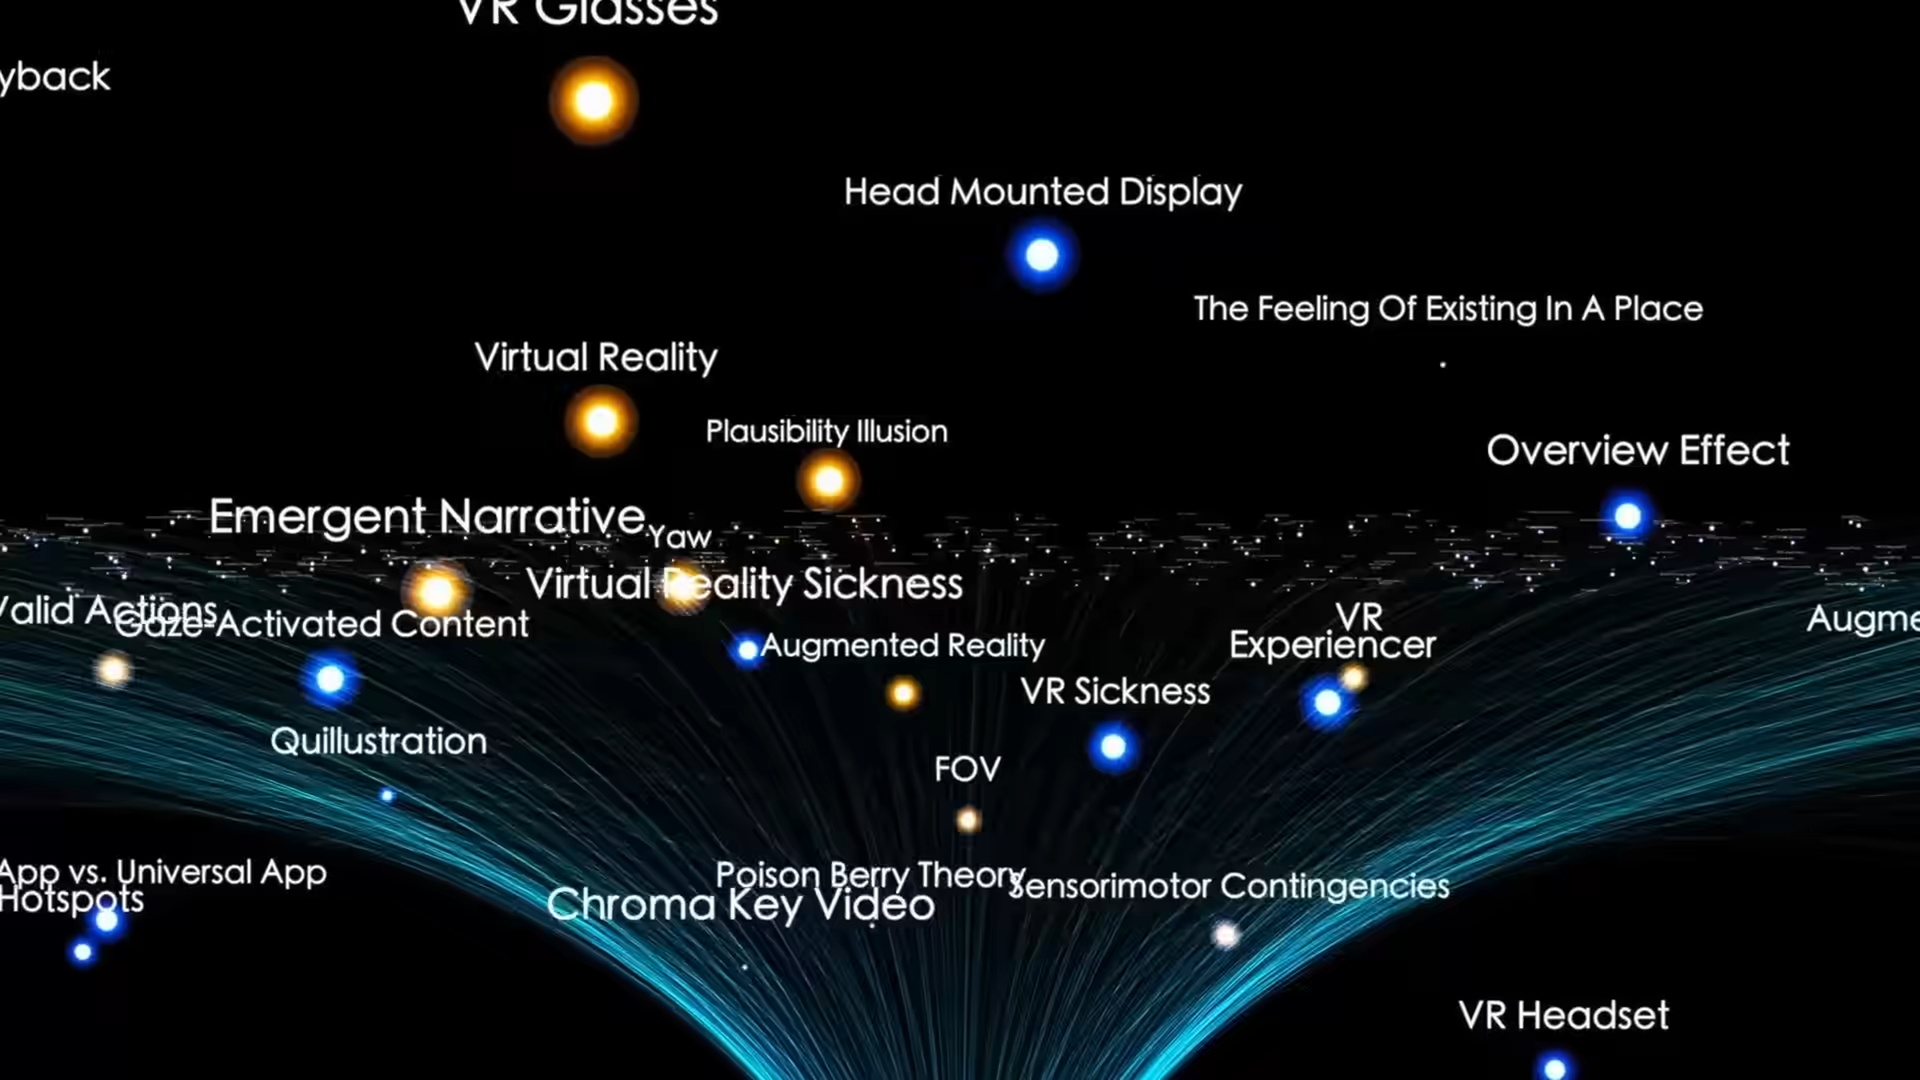 VR Glasses
yback
Head Mounted Display
The Feeling Of Existing In A Place
Virtual Reality
Plausibility Illusion
Overview Effect
Emergent Narrative
Yaw
Virtual Reality Sickness
Valid Actions
Gaze-Activated Content
Augmented Reality
VR
Experiencer
Augme
VR Sickness
Quillustration
FOV
App vs. Universal App
Hotspots
Poison Berry Theory
Chroma Key Video
Sensorimotor Contingencies
VR Headset